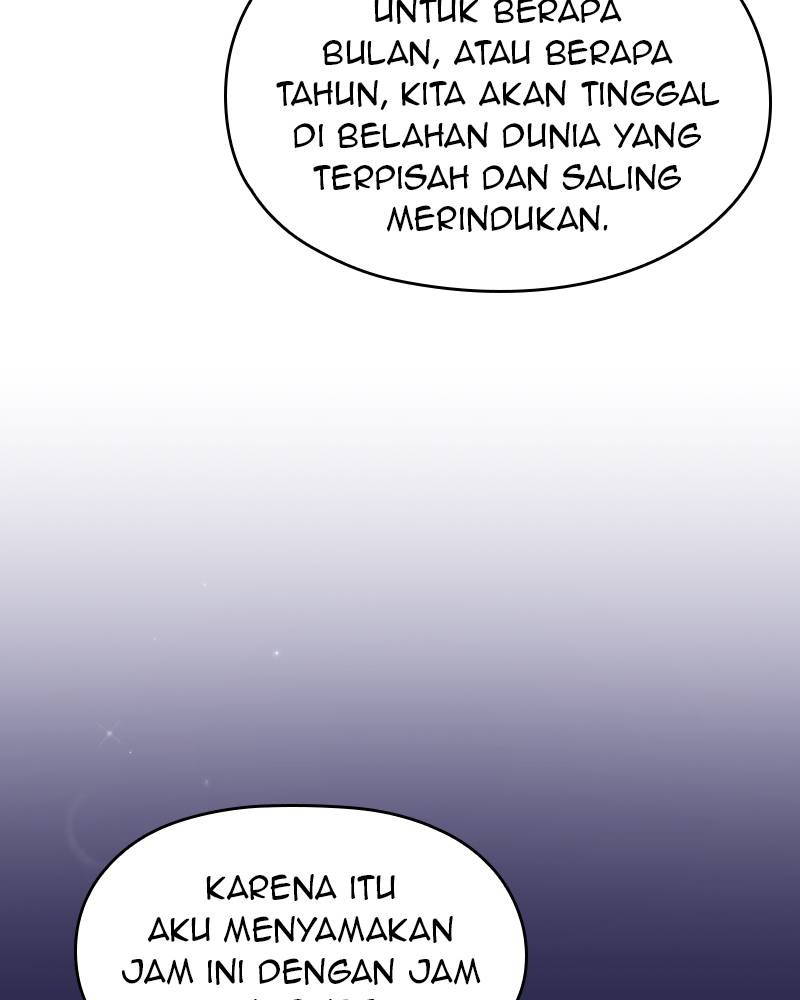 UNTUK BERAPA
BULAN, ATAU BERAPA
TAHUN, KITA AKAN TINGGAL
DI BELAHAN DUNIA YANG
TERPISAH DAN SALING
MERINDUKAN.
KARENA ITU
AKU MENYAMAKAN
JAM INI DENGAN JAM